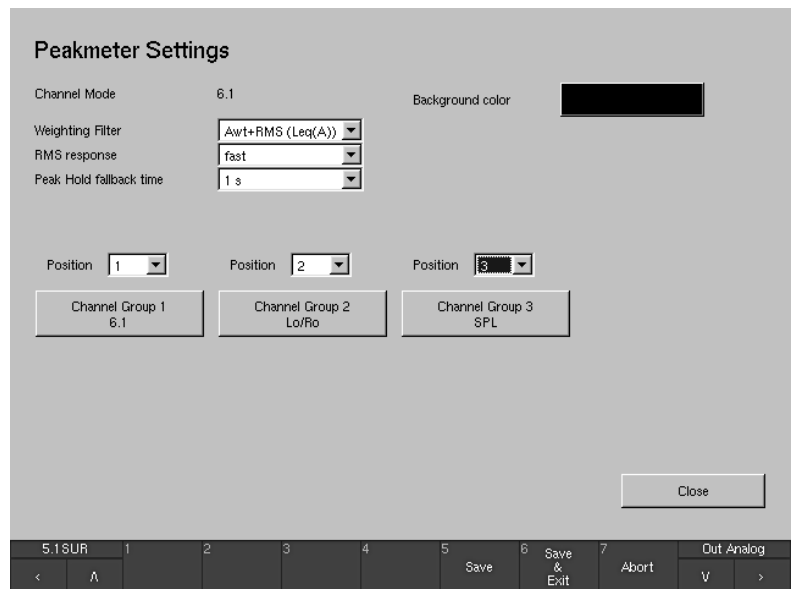 Peakmeter Settings
Channel Mode 6.1
Background color
Weighting Filter Awt+RMS (Leq(A))
RMS response fast
Peak Hold fallback time 1 s
Position 1 Position 2 Position 3
Channel Group 1 Channel Group 2 Channel Group 3
6.1 Lo/Ro SPL
Close
5.1SUR 1 2 3 4 5 6 7 Out Analog
Save Save & Exit Abort
< Λ V >